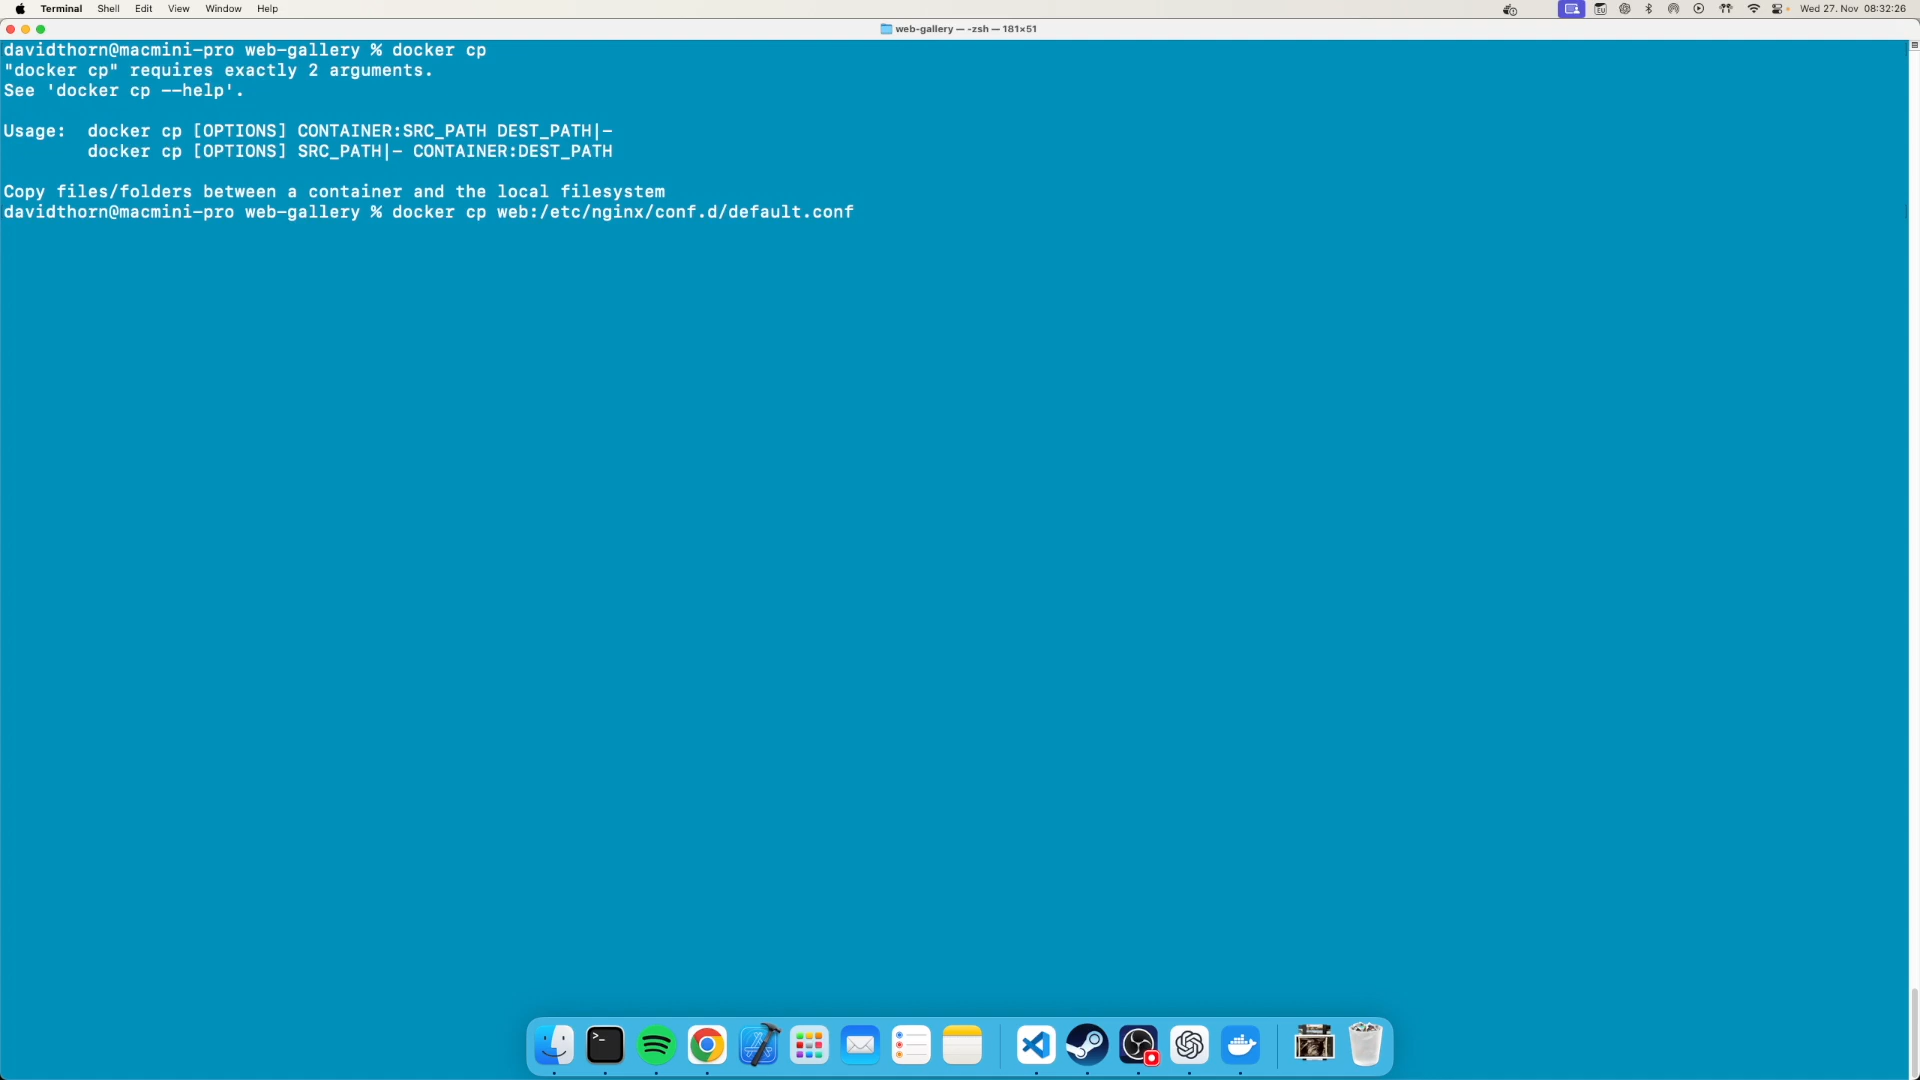 Terminal Shell Edit View Window Help
Wed 27. Nov 08:32:26
web-gallery — -zsh — 181×51
davidthorn@macmini-pro web-gallery % docker cp
"docker cp" requires exactly 2 arguments.
See 'docker cp --help'.
Usage:  docker cp [OPTIONS] CONTAINER:SRC_PATH DEST_PATH|-
        docker cp [OPTIONS] SRC_PATH|- CONTAINER:DEST_PATH
Copy files/folders between a container and the local filesystem
davidthorn@macmini-pro web-gallery % docker cp web:/etc/nginx/conf.d/default.conf